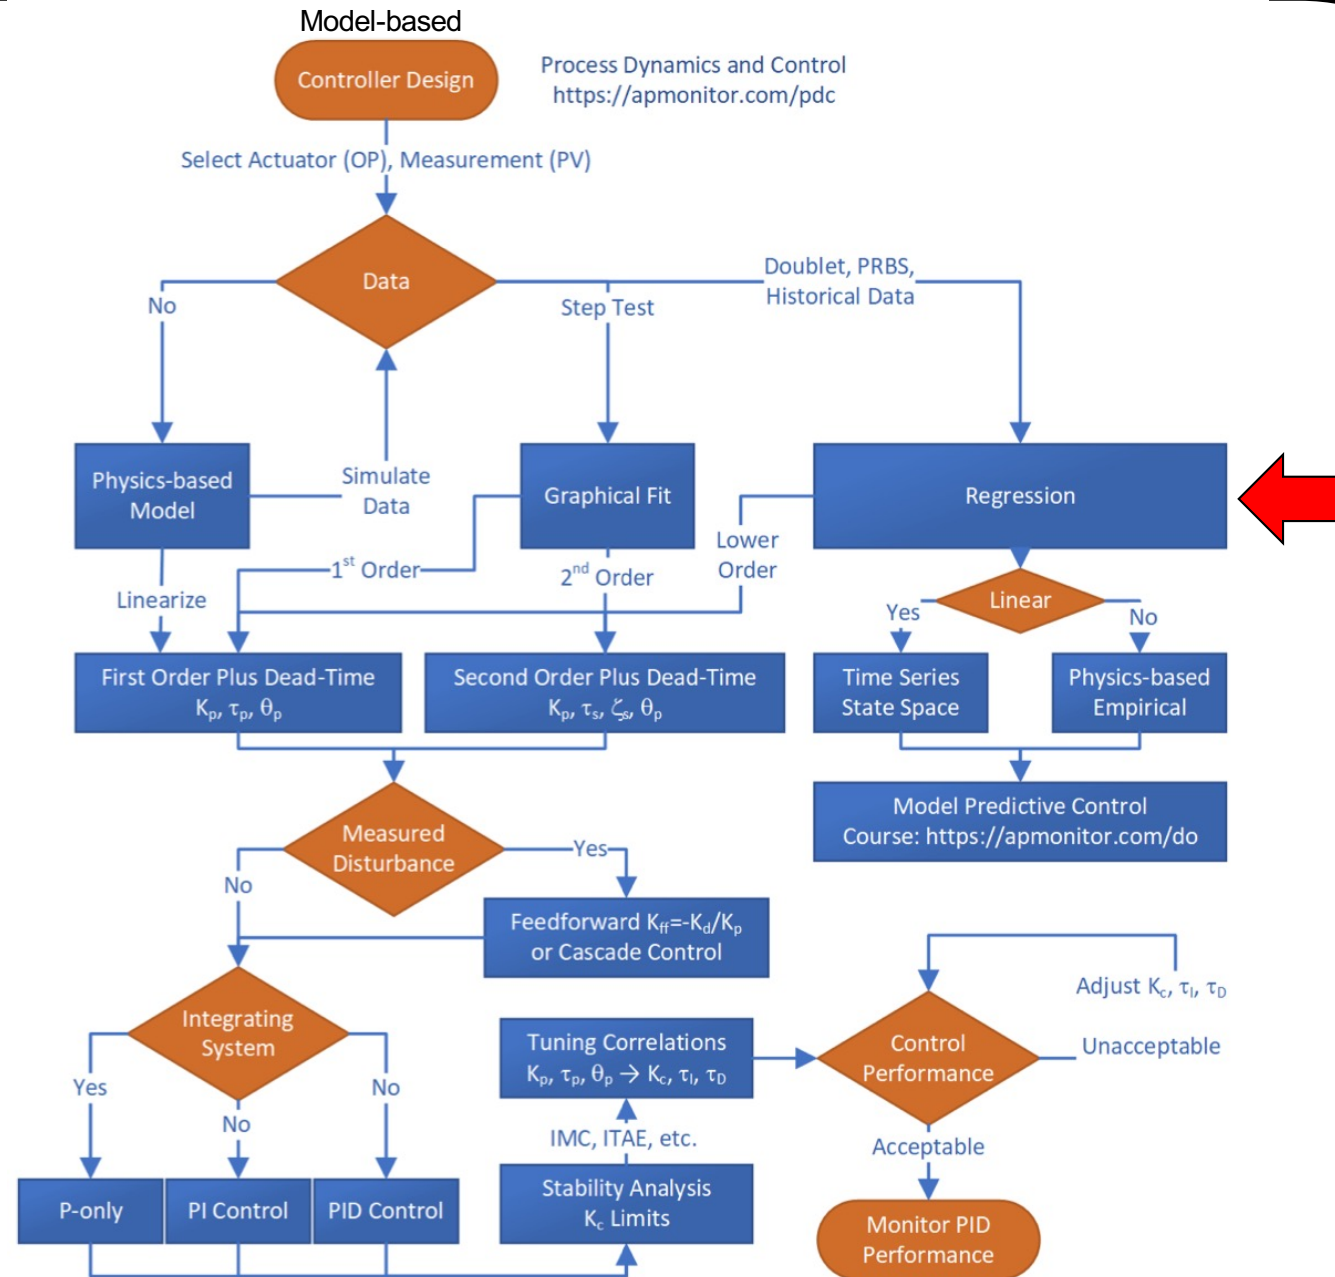 Model-based
Controller Design
Process Dynamics and Control
https://apmonitor.com/pdc
Select Actuator (OP), Measurement (PV)
Data
No
Step Test
Doublet, PRBS,
Historical Data
Physics-based
Model
Simulate
Data
Graphical Fit
Regression
Linearize
1st Order
2nd Order
Lower
Order
Linear
Yes
No
First Order Plus Dead-Time
Kp, τp, θp
Second Order Plus Dead-Time
Kp, τs, ζs, θp
Time Series
State Space
Physics-based
Empirical
Model Predictive Control
Course: https://apmonitor.com/do
Measured
Disturbance
No
Yes
Feedforward Kff=-Kd/Kp
or Cascade Control
Integrating
System
Yes
No
No
P-only
PI Control
PID Control
Stability Analysis
Kc Limits
IMC, ITAE, etc.
Tuning Correlations
Kp, τp, θp → Kc, τI, τD
Control
Performance
Adjust Kc, τI, τD
Unacceptable
Acceptable
Monitor PID
Performance